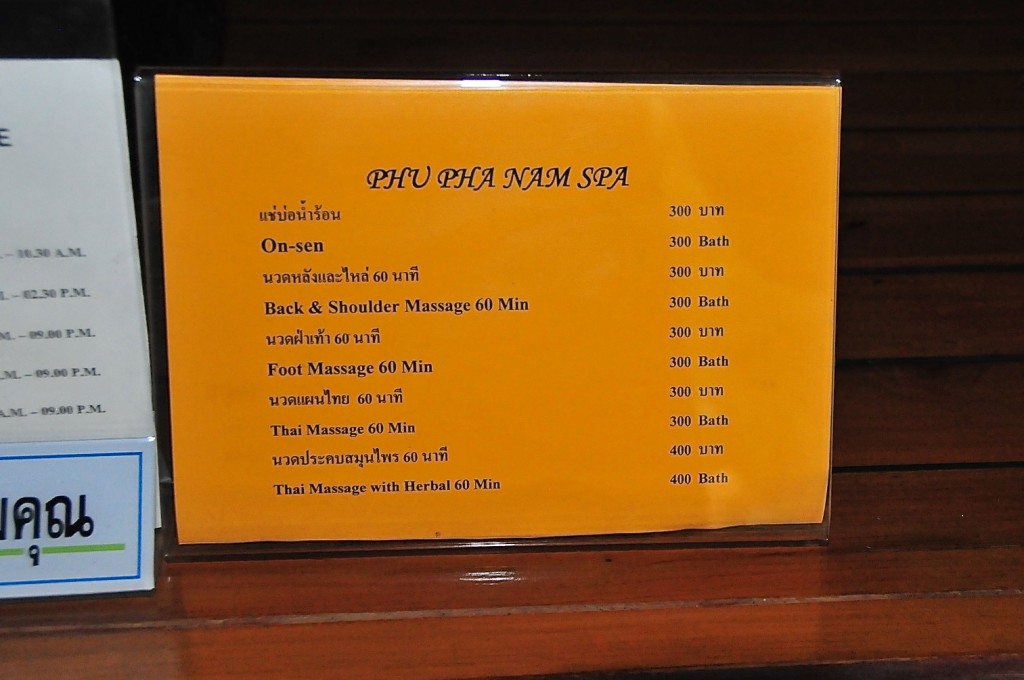 PHU PHA NAM SPA
แช่บ่อน้ำร้อน 300 บาท
On-sen 300 Bath
นวดหลังและไหล่ 60 นาที 300 บาท
Back & Shoulder Massage 60 Min 300 Bath
นวดฝ่าเท้า 60 นาที 300 บาท
Foot Massage 60 Min 300 Bath
นวดแผนไทย 60 นาที 300 บาท
Thai Massage 60 Min 300 Bath
นวดประคบสมุนไพร 60 นาที 400 บาท
Thai Massage with Herbal 60 Min 400 Bath
E
– 10.30 A.M.
– 02.30 P.M.
M. – 09.00 P.M.
.M. – 09.00 P.M.
A.M. – 09.00 P.M.
คุณ